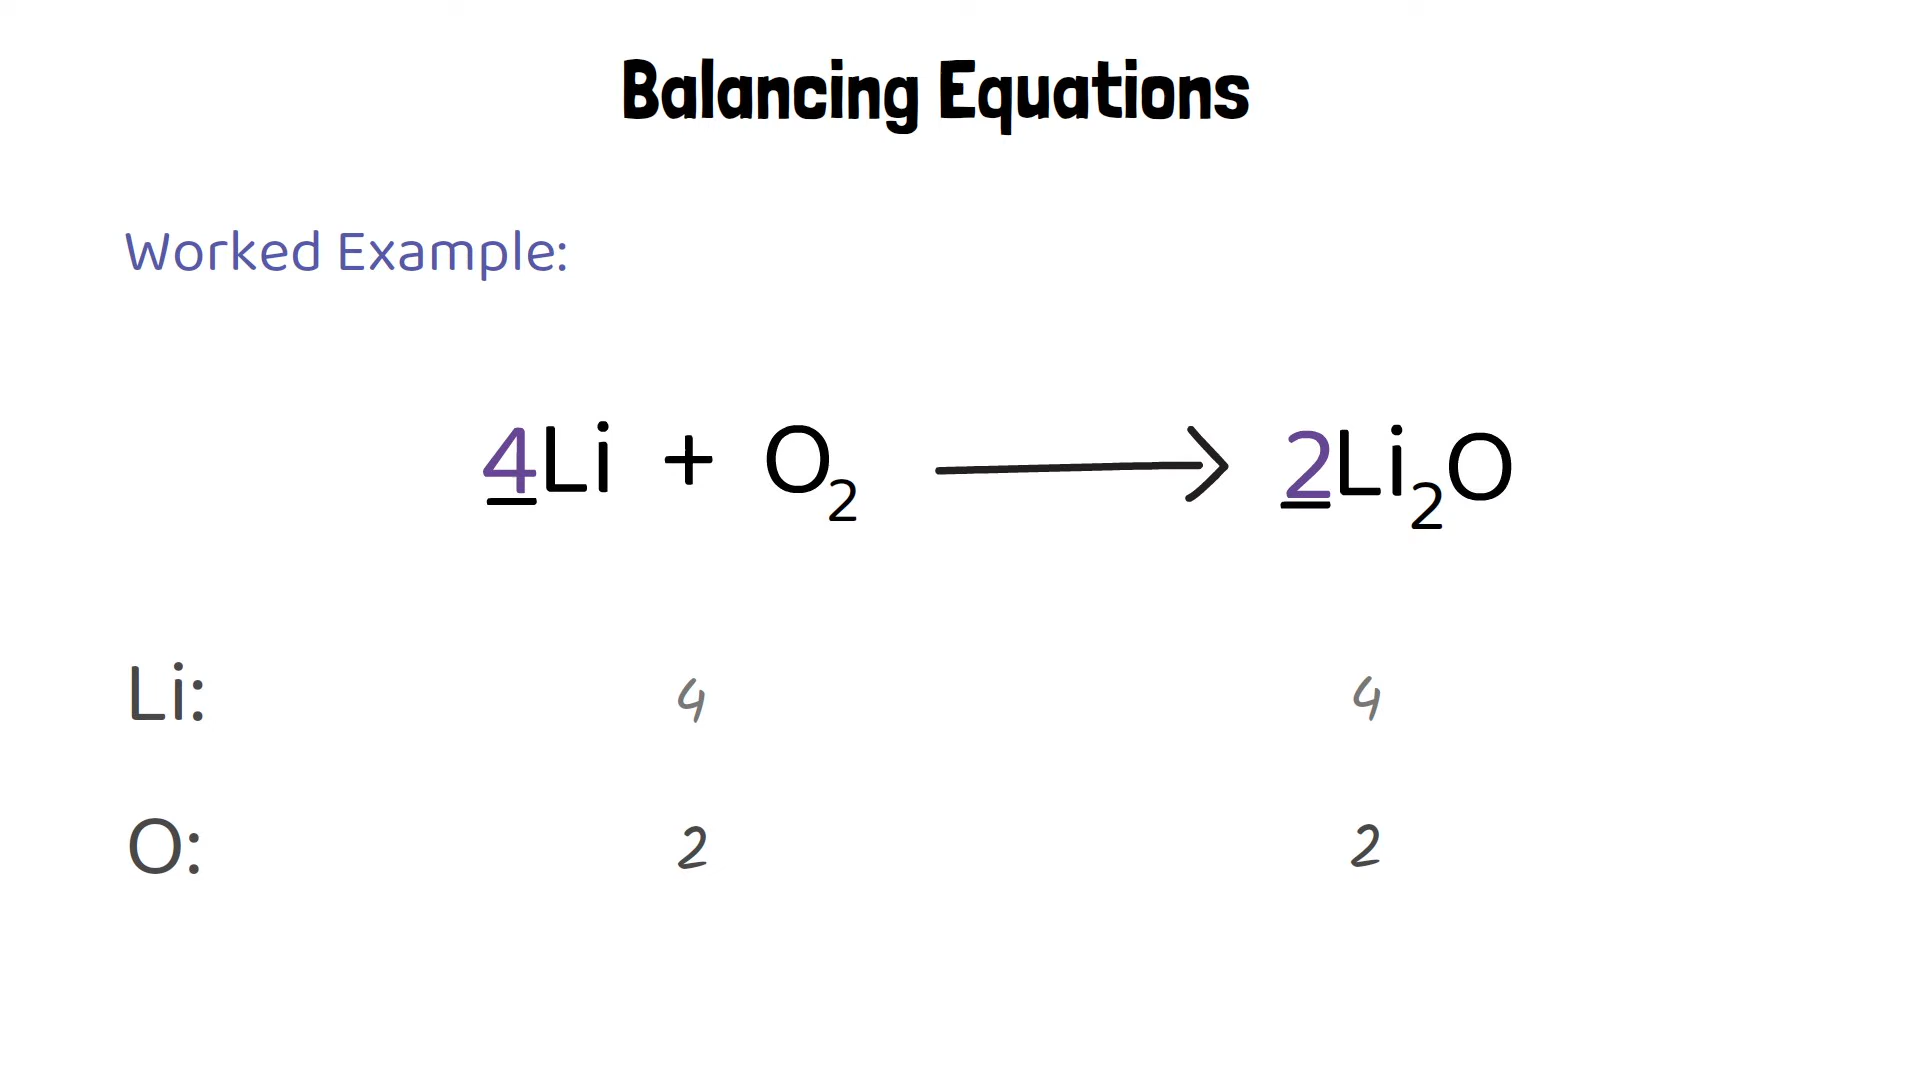 Balancing Equations
Worked Example:
4Li + O₂ → 2Li₂O
Li: 4 4
O: 2 2